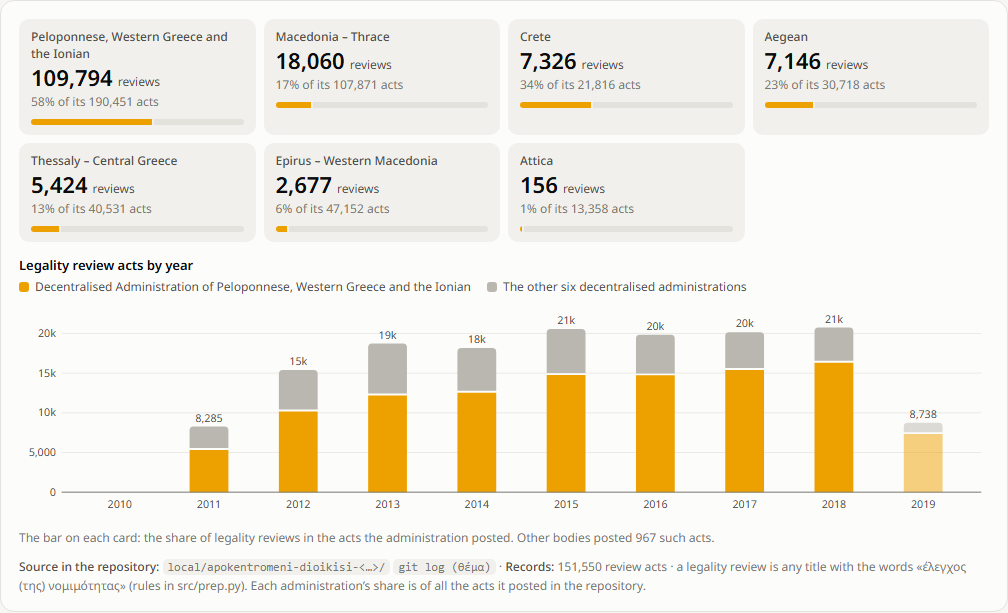 Peloponnese, Western Greece and
the Ionian
109,794 reviews
58% of its 190,451 acts
Macedonia – Thrace
18,060 reviews
17% of its 107,871 acts
Crete
7,326 reviews
34% of its 21,816 acts
Aegean
7,146 reviews
23% of its 30,718 acts
Thessaly – Central Greece
5,424 reviews
13% of its 40,531 acts
Epirus – Western Macedonia
2,677 reviews
6% of its 47,152 acts
Attica
156 reviews
1% of its 13,358 acts
Legality review acts by year
Decentralised Administration of Peloponnese, Western Greece and the Ionian
The other six decentralised administrations
20k
15k
10k
5,000
0
8,285
15k
19k
18k
21k
20k
20k
21k
8,738
2010 2011 2012 2013 2014 2015 2016 2017 2018 2019
The bar on each card: the share of legality reviews in the acts the administration posted. Other bodies posted 967 such acts.
Source in the repository: local/apokentromeni-dioikisi-<…>/ git log (θέμα) · Records: 151,550 review acts · a legality review is any title with the words «έλεγχος
(της) νομιμότητας» (rules in src/prep.py). Each administration’s share is of all the acts it posted in the repository.